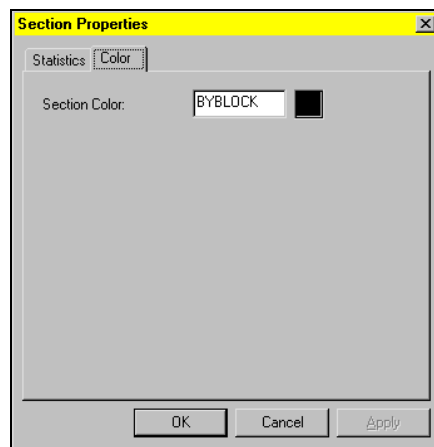 Section Properties
Statistics Color
Section Color: BYBLOCK
OK Cancel Apply